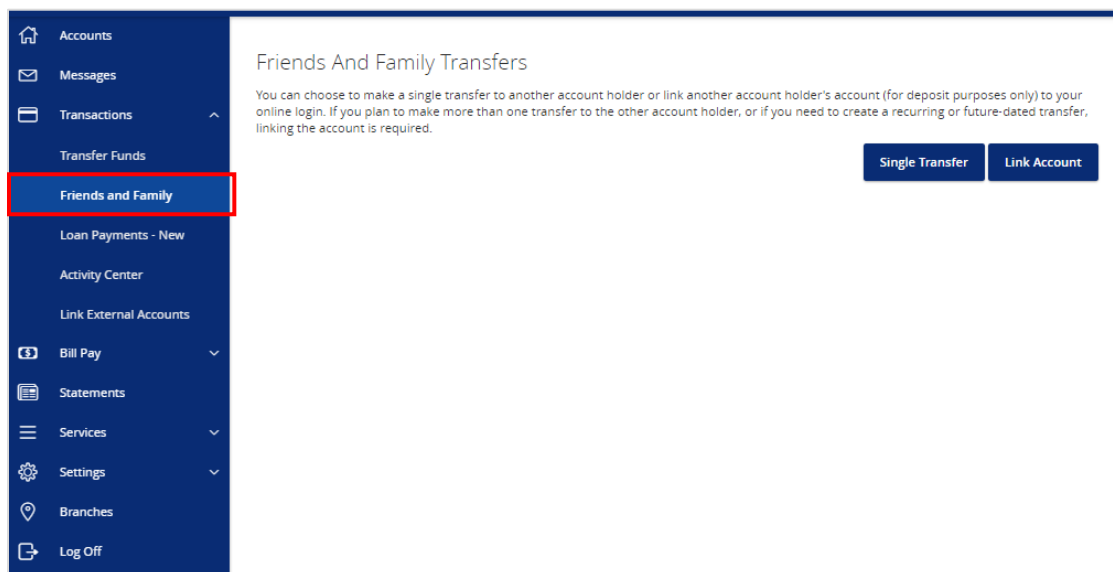 Accounts
Messages
Transactions
Transfer Funds
Friends and Family
Loan Payments - New
Activity Center
Link External Accounts
Bill Pay
Statements
Services
Settings
Branches
Log Off
Friends And Family Transfers
You can choose to make a single transfer to another account holder or link another account holder's account (for deposit purposes only) to your
online login. If you plan to make more than one transfer to the other account holder, or if you need to create a recurring or future-dated transfer,
linking the account is required.
Single Transfer
Link Account